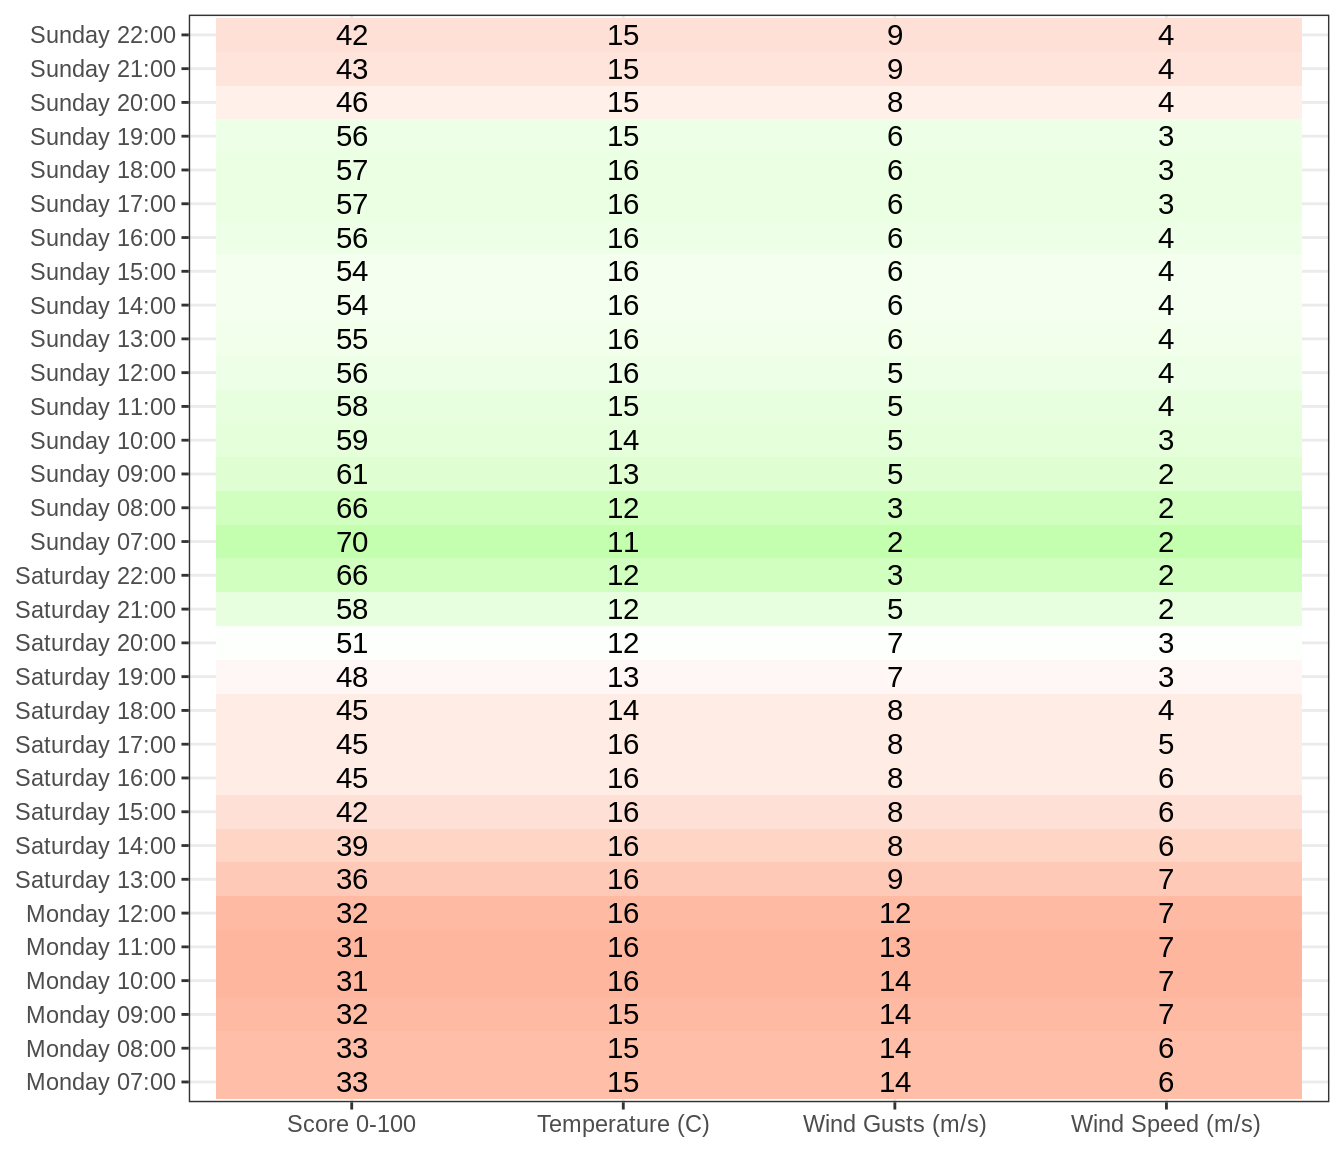 Sunday 22:00 42 15 9 4
Sunday 21:00 43 15 9 4
Sunday 20:00 46 15 8 4
Sunday 19:00 56 15 6 3
Sunday 18:00 57 16 6 3
Sunday 17:00 57 16 6 3
Sunday 16:00 56 16 6 4
Sunday 15:00 54 16 6 4
Sunday 14:00 54 16 6 4
Sunday 13:00 55 16 6 4
Sunday 12:00 56 16 5 4
Sunday 11:00 58 15 5 4
Sunday 10:00 59 14 5 3
Sunday 09:00 61 13 5 2
Sunday 08:00 66 12 3 2
Sunday 07:00 70 11 2 2
Saturday 22:00 66 12 3 2
Saturday 21:00 58 12 5 2
Saturday 20:00 51 12 7 3
Saturday 19:00 48 13 7 3
Saturday 18:00 45 14 8 4
Saturday 17:00 45 16 8 5
Saturday 16:00 45 16 8 6
Saturday 15:00 42 16 8 6
Saturday 14:00 39 16 8 6
Saturday 13:00 36 16 9 7
Monday 12:00 32 16 12 7
Monday 11:00 31 16 13 7
Monday 10:00 31 16 14 7
Monday 09:00 32 15 14 7
Monday 08:00 33 15 14 6
Monday 07:00 33 15 14 6
Score 0-100 Temperature (C) Wind Gusts (m/s) Wind Speed (m/s)